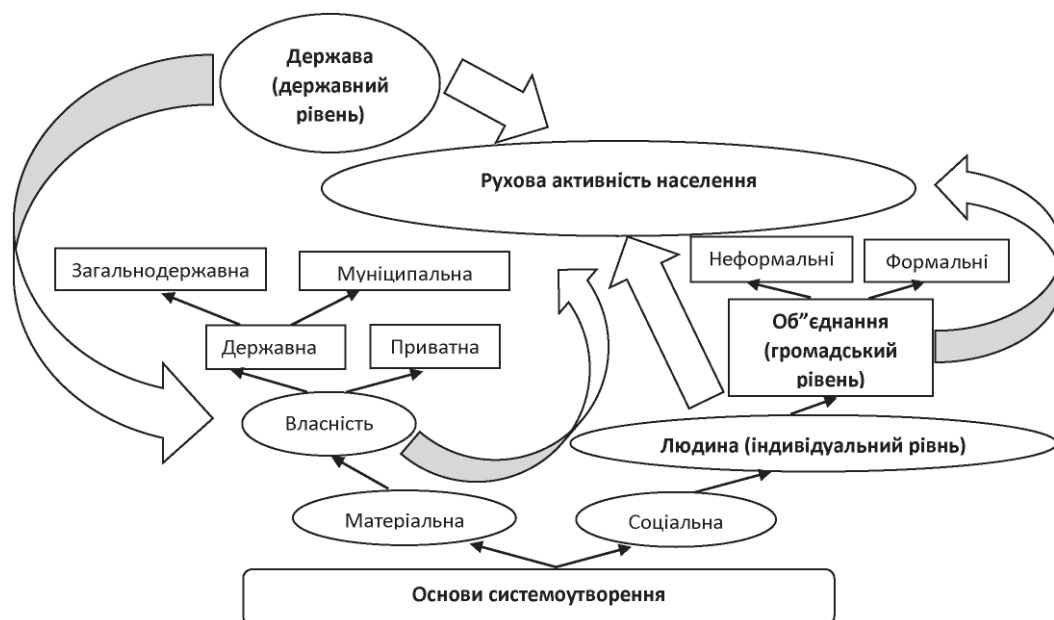 Держава
(державний
рівень)
Рухова активність населення
Неформальні
Формальні
Загальнодержавна
Муніципальна
Державна
Приватна
Об”єднання
(громадський
рівень)
Власність
Людина (індивідуальний рівнь)
Матеріальна
Соціальна
Основи системоутворення